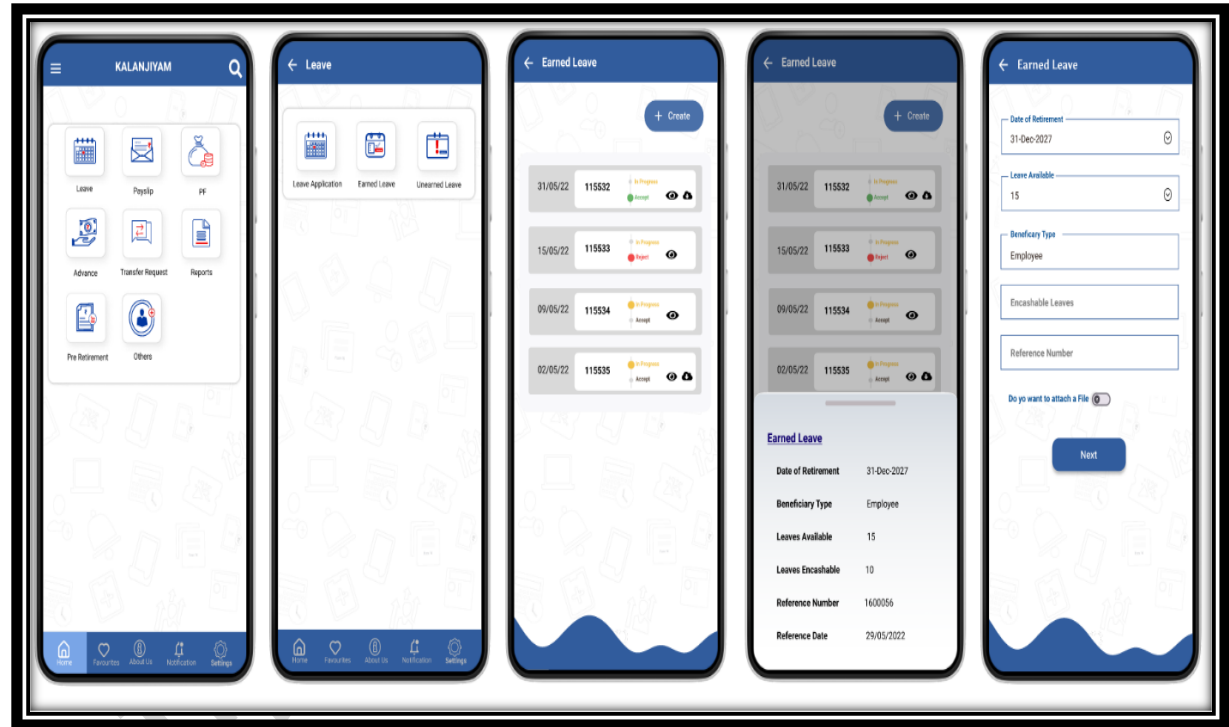 KALANJIYAM
Leave
Payslip
PF
Advance
Transfer Request
Reports
Pre Retirement
Others
Home
Favourites
About Us
Notification
Settings
Leave
Leave Application
Earned Leave
Unearned Leave
Home
Favourites
About Us
Notification
Settings
Earned Leave
+ Create
31/05/22 115532 In Progress
Accept
15/05/22 115533 In Progress
Reject
09/05/22 115534 In Progress
Accept
02/05/22 115535 In Progress
Accept
Earned Leave
+ Create
31/05/22 115532 In Progress
Accept
15/05/22 115533 In Progress
Reject
09/05/22 115534 In Progress
Accept
02/05/22 115535 In Progress
Accept
Earned Leave
Date of Retirement 31-Dec-2027
Beneficiary Type Employee
Leaves Available 15
Leaves Encashable 10
Reference Number 1600056
Reference Date 29/05/2022
Earned Leave
Date of Retirement
31-Dec-2027
Leave Available
15
Beneficary Type
Employee
Encashable Leaves
Reference Number
Do yo want to attach a File
Next